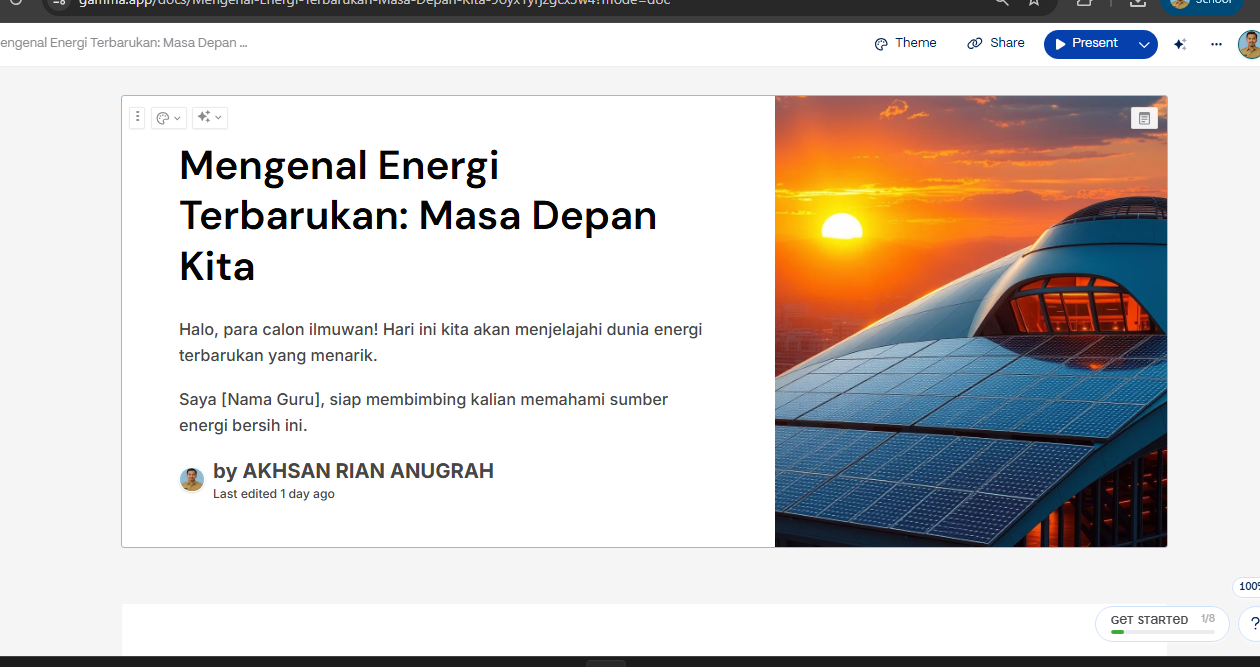 gamma.app/docs/Mengenal-Energi-Terbarukan-Masa-Depan-Kita-
?mode=doc
School
engenal Energi Terbarukan: Masa Depan ...
Theme
Share
Present
Mengenal Energi
Terbarukan: Masa Depan
Kita
Halo, para calon ilmuwan! Hari ini kita akan menjelajahi dunia energi
terbarukan yang menarik.
Saya [Nama Guru], siap membimbing kalian memahami sumber
energi bersih ini.
by AKHSAN RIAN ANUGRAH
Last edited 1 day ago
100%
Get started 1/8
?